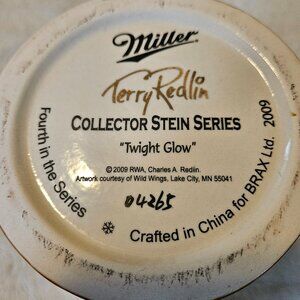 Miller
Terry Redlin
COLLECTOR STEIN SERIES
"Twight Glow"
© 2009 RWA, Charles A. Redlin.
Artwork courtesy of Wild Wings, Lake City, MN 55041
04265
Fourth in the Series
Crafted in China for BRAX Ltd. 2009